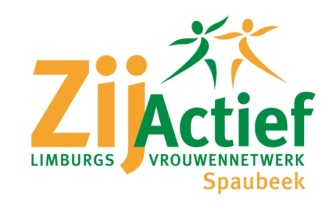 ZijActief
LIMBURGS VROUWENNETWERK
Spaubeek